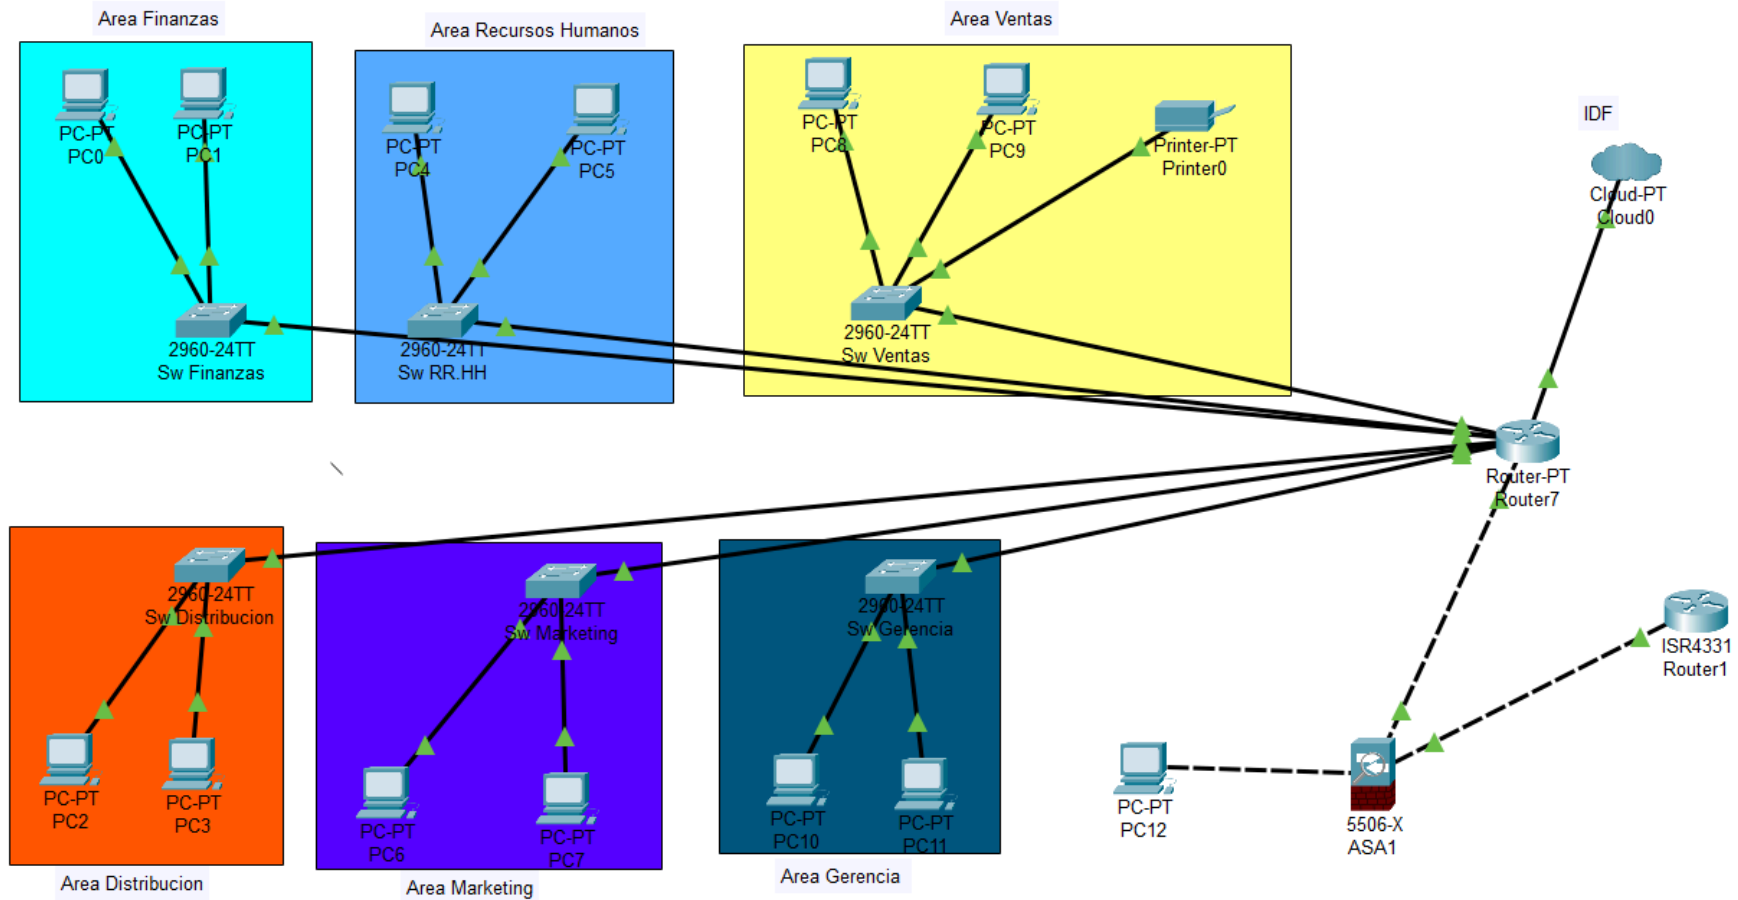 Area Finanzas
PC-PT
PC0
PC-PT
PC1
2960-24TT
Sw Finanzas
Area Recursos Humanos
PC-PT
PC4
PC-PT
PC5
2960-24TT
Sw RR.HH
Area Ventas
PC-PT
PC8
PC-PT
PC9
Printer-PT
Printer0
2960-24TT
Sw Ventas
IDF
Cloud-PT
Cloud0
Router-PT
Router7
2960-24TT
Sw Distribucion
PC-PT
PC2
PC-PT
PC3
Area Distribucion
2960-24TT
Sw Marketing
PC-PT
PC6
PC-PT
PC7
Area Marketing
2960-24TT
Sw Gerencia
PC-PT
PC10
PC-PT
PC11
Area Gerencia
ISR4331
Router1
PC-PT
PC12
5506-X
ASA1